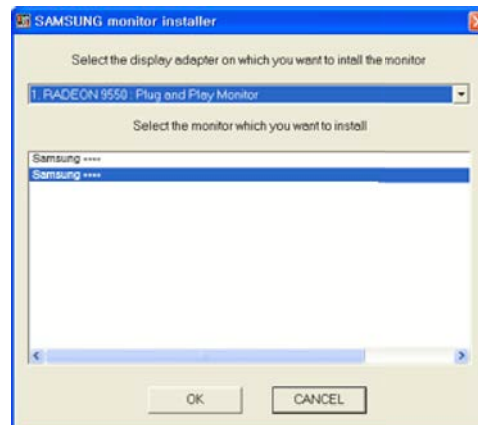 SAMSUNG monitor installer
Select the display adapter on which you want to intall the monitor
1. RADEON 9550 : Plug and Play Monitor
Select the monitor which you want to install
Samsung ****
Samsung ****
OK
CANCEL